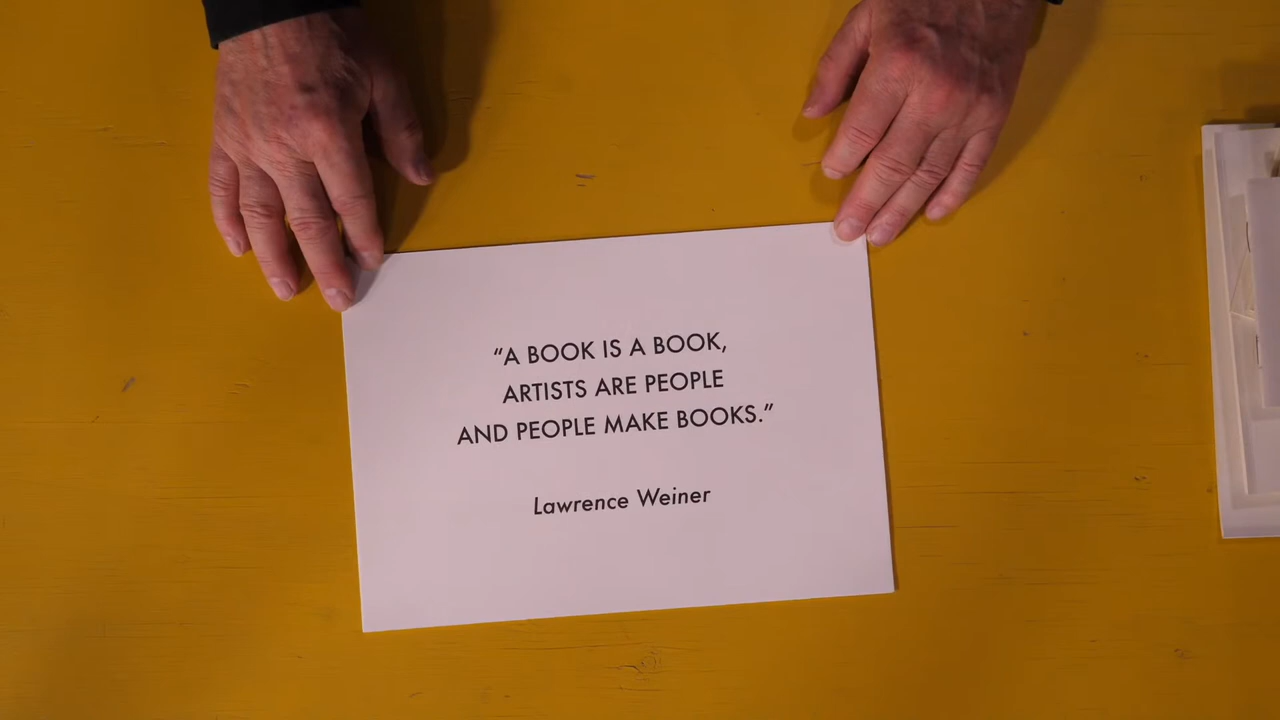 “A BOOK IS A BOOK,
ARTISTS ARE PEOPLE
AND PEOPLE MAKE BOOKS.”
Lawrence Weiner